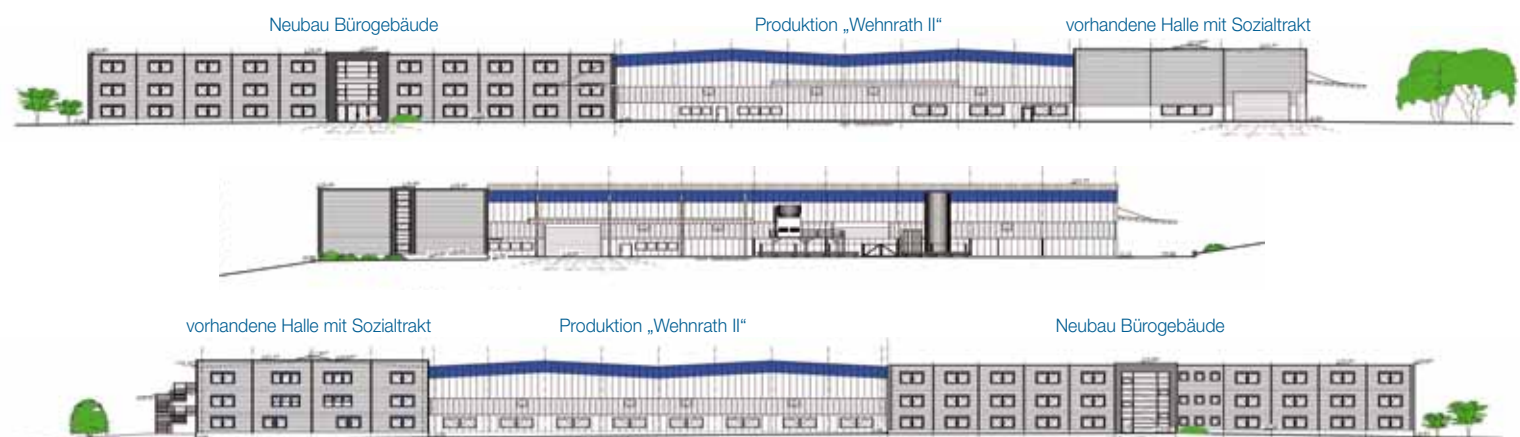 Neubau Bürogebäude
Produktion „Wehnrath II“
vorhandene Halle mit Sozialtrakt
vorhandene Halle mit Sozialtrakt
Produktion „Wehnrath II“
Neubau Bürogebäude